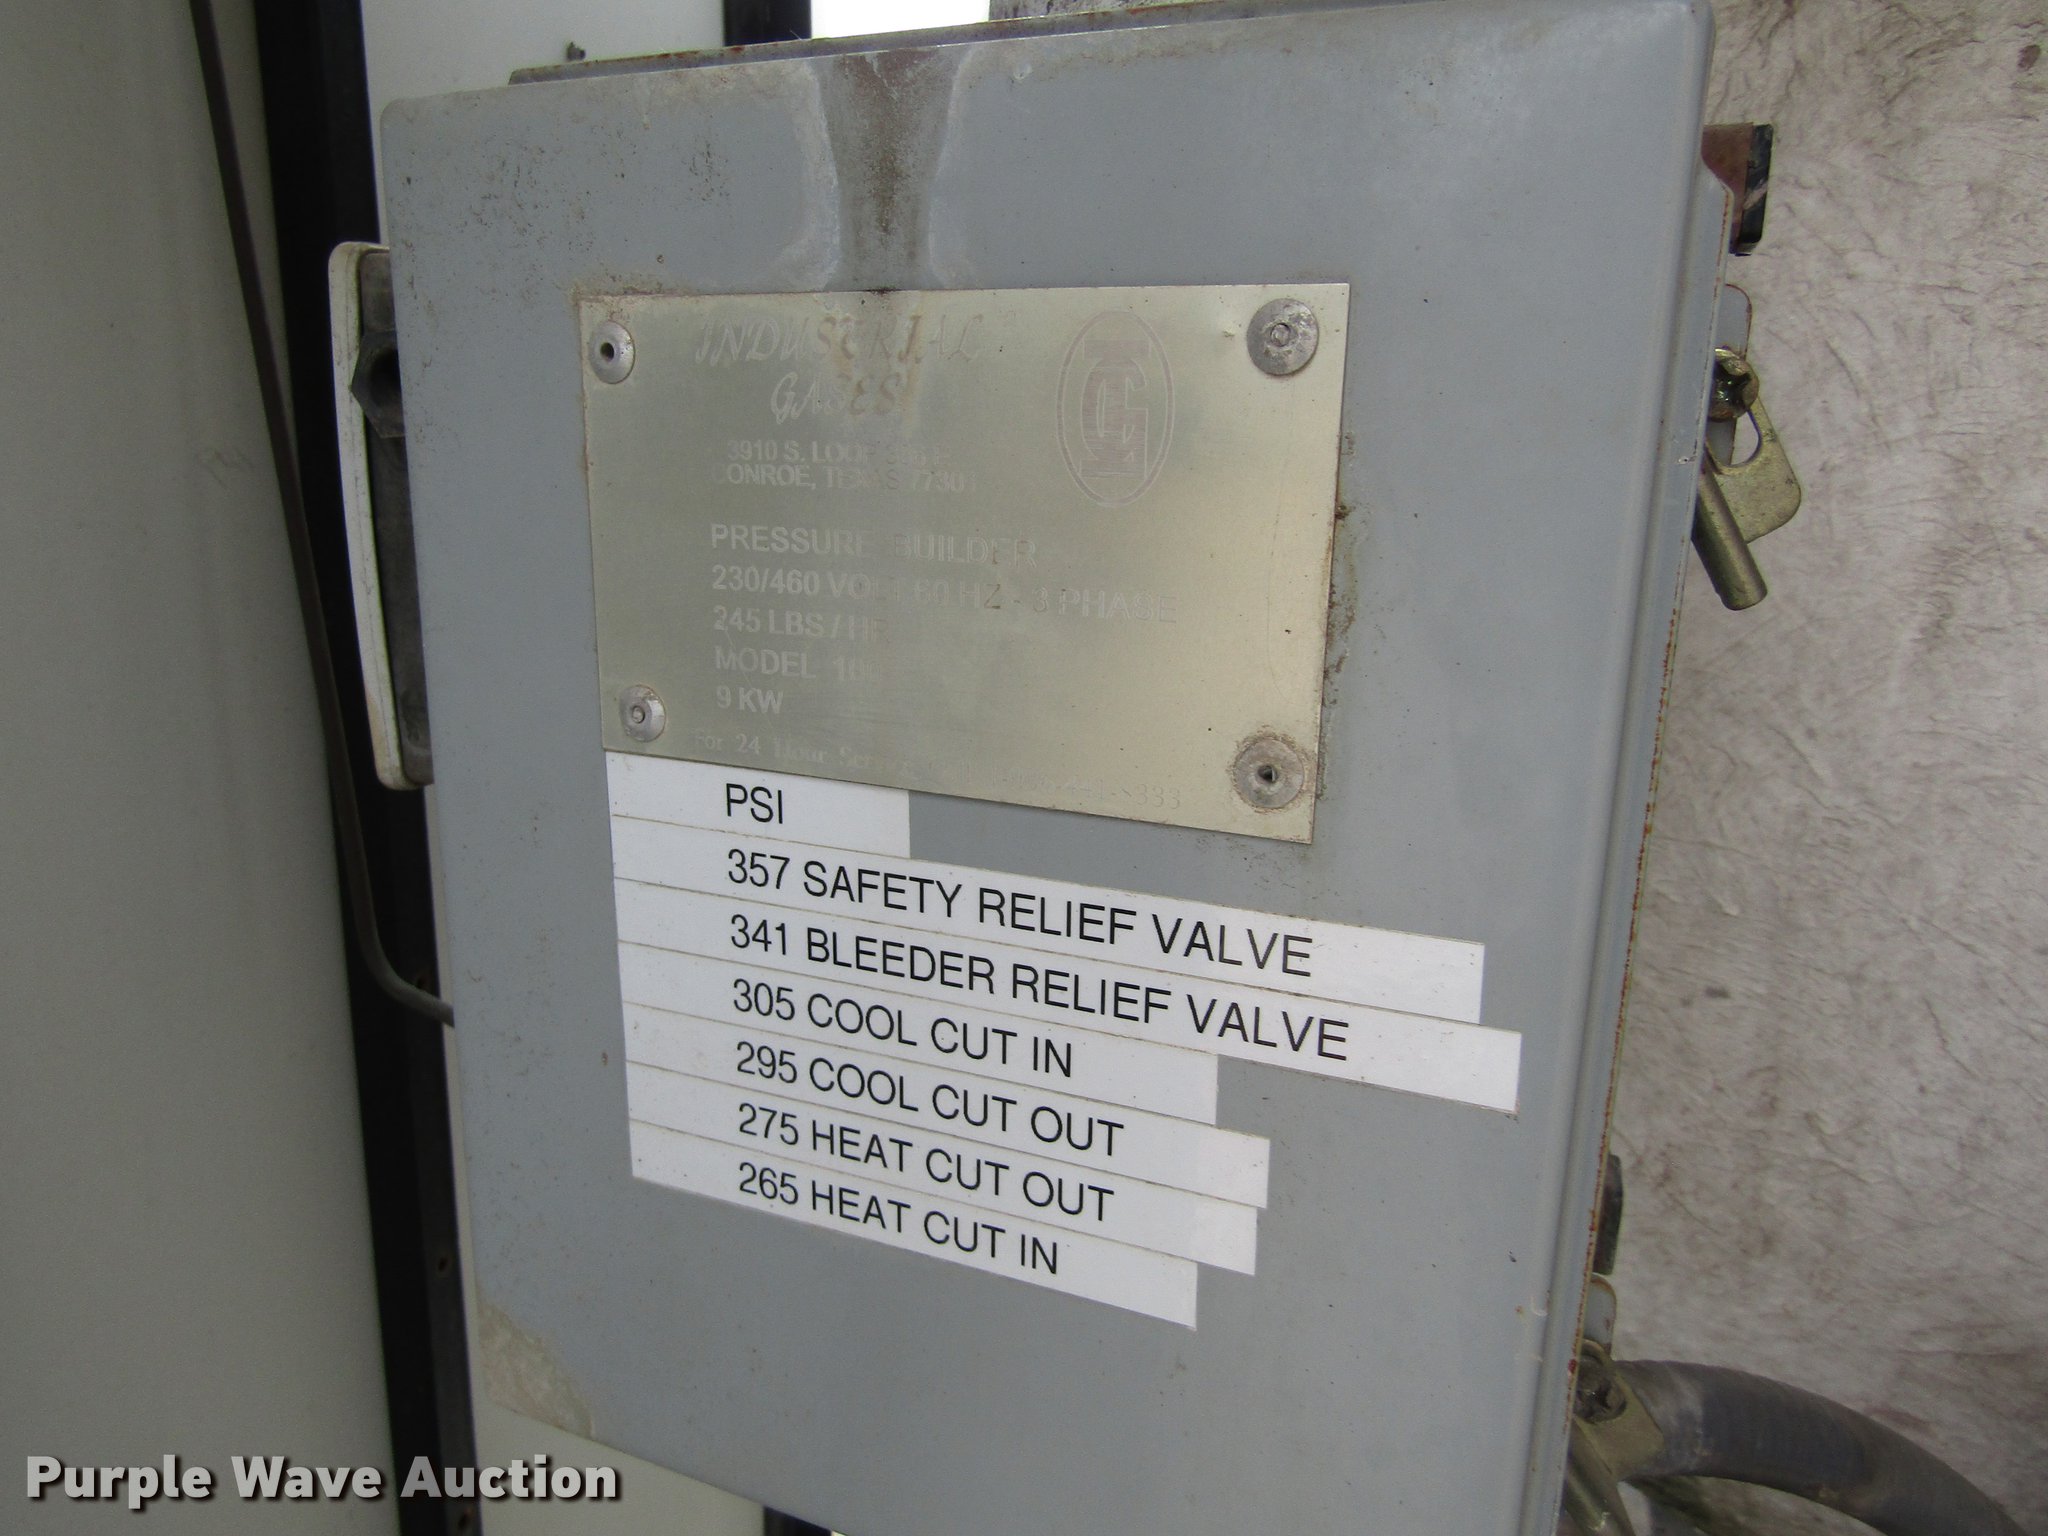 INDUSTRIAL
GASES
IG
3910 S. LOOP
CONROE, TEXAS 77301
PRESSURE BUILDER
230/460 VOLT 60 HZ - 3 PHASE
245 LBS / HR
MODEL
9 KW
For 24 Hour Service
PSI
357 SAFETY RELIEF VALVE
341 BLEEDER RELIEF VALVE
305 COOL CUT IN
295 COOL CUT OUT
275 HEAT CUT OUT
265 HEAT CUT IN
Purple Wave Auction